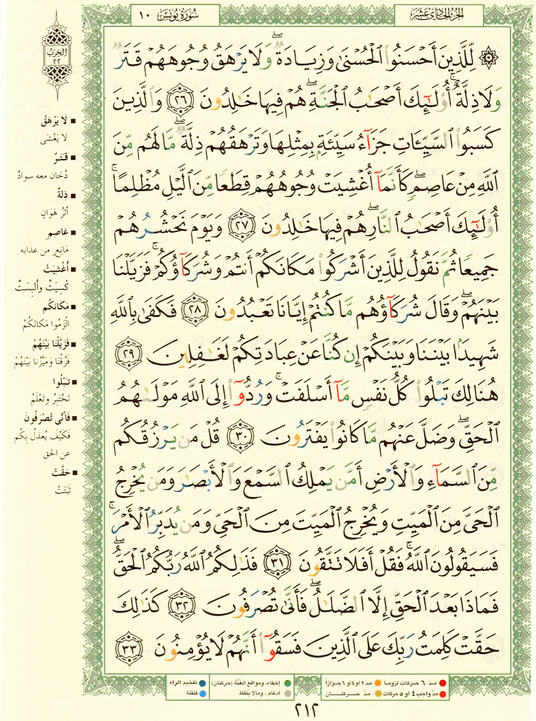 الجزء الحادي عشر
سورة يونس ١٠
الحزب
٢٢
۞ لِّلَّذِينَ أَحْسَنُوا۟ ٱلْحُسْنَىٰ وَزِيَادَةٌ ۖ وَلَا يَرْهَقُ وُجُوهَهُمْ قَتَرٌ
وَلَا ذِلَّةٌ ۚ أُو۟لَـٰٓئِكَ أَصْحَـٰبُ ٱلْجَنَّةِ ۖ هُمْ فِيهَا خَـٰلِدُونَ ﴿٢٦﴾ وَٱلَّذِينَ
كَسَبُوا۟ ٱلسَّيِّـَٔاتِ جَزَآءُ سَيِّئَةٍۭ بِمِثْلِهَا وَتَرْهَقُهُمْ ذِلَّةٌ ۖ مَّا لَهُم مِّنَ
ٱللَّهِ مِنْ عَاصِمٍ ۖ كَأَنَّمَآ أُغْشِيَتْ وُجُوهُهُمْ قِطَعًا مِّنَ ٱلَّيْلِ مُظْلِمًا ۚ
أُو۟لَـٰٓئِكَ أَصْحَـٰبُ ٱلنَّارِ ۖ هُمْ فِيهَا خَـٰلِدُونَ ﴿٢٧﴾ وَيَوْمَ نَحْشُرُهُمْ
جَمِيعًا ثُمَّ نَقُولُ لِلَّذِينَ أَشْرَكُوا۟ مَكَانَكُمْ أَنتُمْ وَشُرَكَآؤُكُمْ ۚ فَزَيَّلْنَا
بَيْنَهُمْ ۖ وَقَالَ شُرَكَآؤُهُم مَّا كُنتُمْ إِيَّانَا تَعْبُدُونَ ﴿٢٨﴾ فَكَفَىٰ بِٱللَّهِ
شَهِيدًۢا بَيْنَنَا وَبَيْنَكُمْ إِن كُنَّا عَنْ عِبَادَتِكُمْ لَغَـٰفِلِينَ ﴿٢٩﴾
هُنَالِكَ تَبْلُوا۟ كُلُّ نَفْسٍ مَّآ أَسْلَفَتْ ۚ وَرُدُّوٓا۟ إِلَى ٱللَّهِ مَوْلَىٰهُمُ
ٱلْحَقِّ ۖ وَضَلَّ عَنْهُم مَّا كَانُوا۟ يَفْتَرُونَ ﴿٣٠﴾ قُلْ مَن يَرْزُقُكُم
مِّنَ ٱلسَّمَآءِ وَٱلْأَرْضِ أَمَّن يَمْلِكُ ٱلسَّمْعَ وَٱلْأَبْصَـٰرَ وَمَن يُخْرِجُ
ٱلْحَىَّ مِنَ ٱلْمَيِّتِ وَيُخْرِجُ ٱلْمَيِّتَ مِنَ ٱلْحَىِّ وَمَن يُدَبِّرُ ٱلْأَمْرَ ۚ
فَسَيَقُولُونَ ٱللَّهُ ۚ فَقُلْ أَفَلَا تَتَّقُونَ ﴿٣١﴾ فَذَٰلِكُمُ ٱللَّهُ رَبُّكُمُ ٱلْحَقُّ ۖ
فَمَاذَا بَعْدَ ٱلْحَقِّ إِلَّا ٱلضَّلَـٰلُ ۖ فَأَنَّىٰ تُصْرَفُونَ ﴿٣٢﴾ كَذَٰلِكَ
حَقَّتْ كَلِمَتُ رَبِّكَ عَلَى ٱلَّذِينَ فَسَقُوٓا۟ أَنَّهُمْ لَا يُؤْمِنُونَ ﴿٣٣﴾
■ لا يرهق
لا يغشى
■ قتر
دخان معه سواد
■ ذلة
أثر هوان
■ عاصم
مانع من عذابه
■ أغشيت
كسيت وألبست
■ مكانكم
الزموا مكانكم
■ فزيلنا بينهم
فرقنا وميزنا بينهم
■ تبلوا
تختبر وتعلم
■ فأنى تصرفون
فكيف يعدل بكم
عن الحق
■ حقت
ثبتت
مد ٦ حركات لزوما ● مد ٢ أو ٤ أو ٦ جوازا
مد واجب ٤ أو ٥ حركات ● مد حركتان
إخفاء، ومواقع الغنة (حركتان) ● تفخيم الراء
ادغام، وما لا يلفظ ● قلقلة
٢١٢